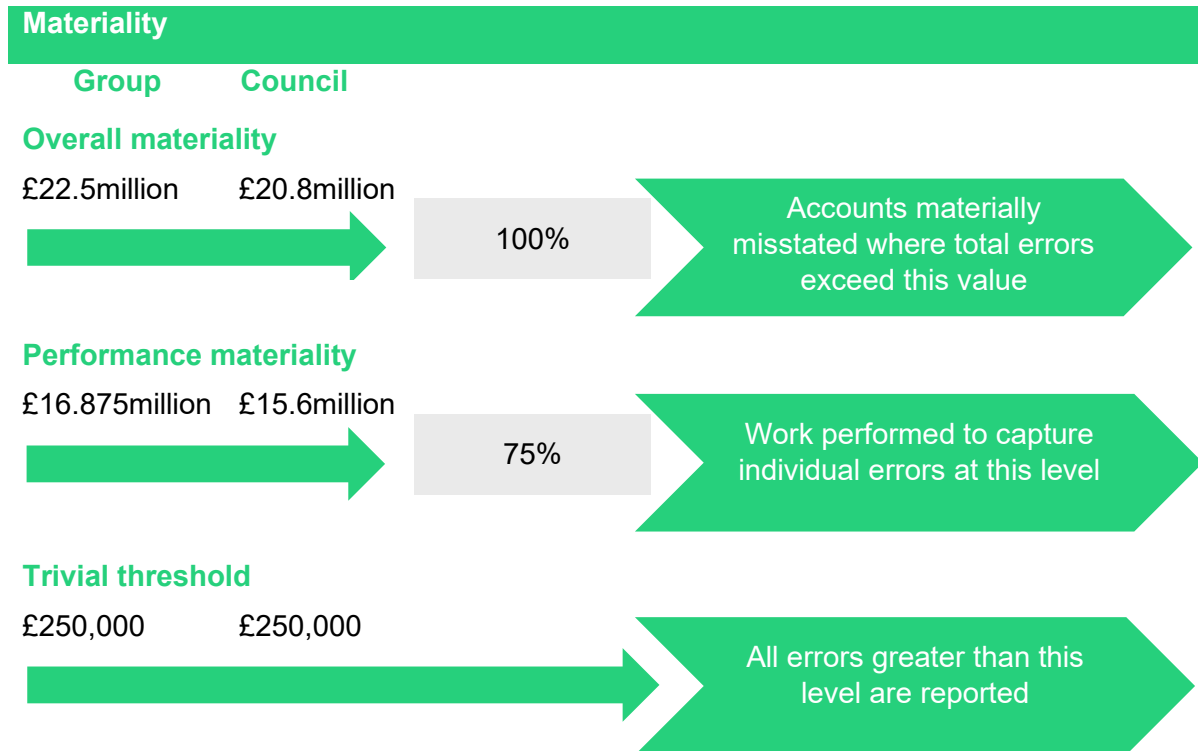 Materiality
Group Council
Overall materiality
£22.5million £20.8million
100%
Accounts materially
misstated where total errors
exceed this value
Performance materiality
£16.875million £15.6million
75%
Work performed to capture
individual errors at this level
Trivial threshold
£250,000 £250,000
All errors greater than this
level are reported